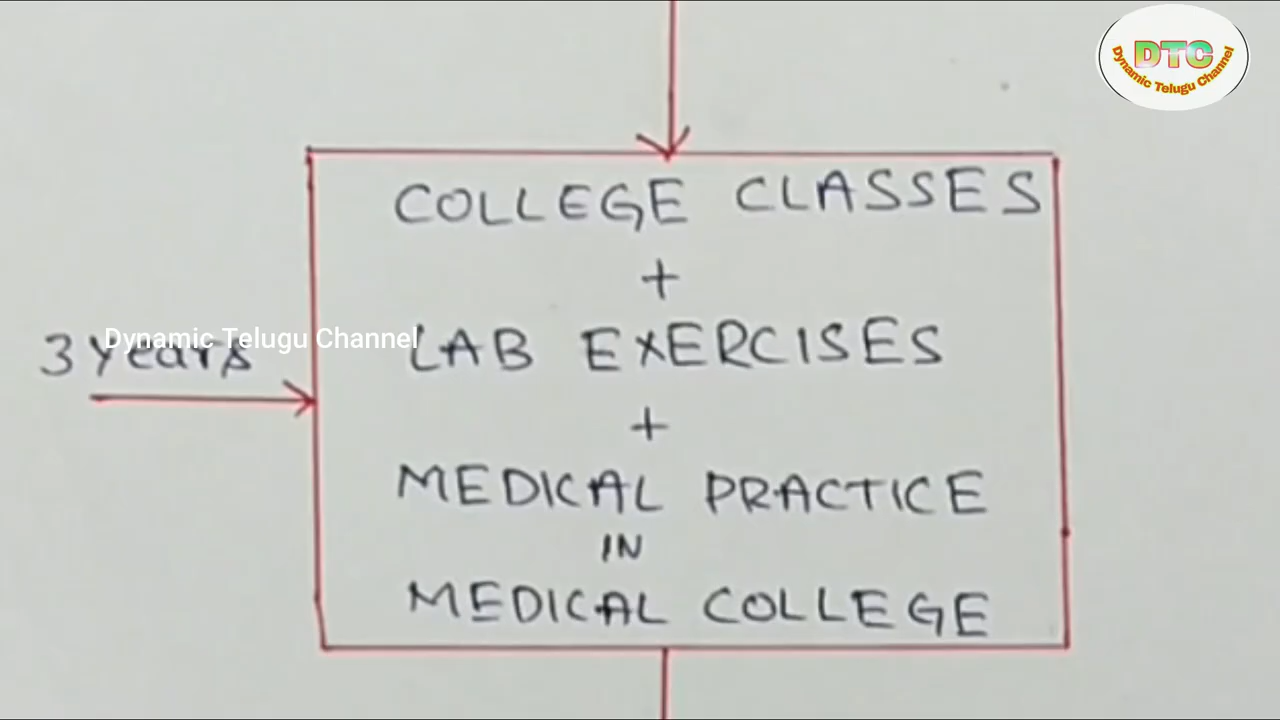 DTC
Dynamic Telugu Channel
COLLEGE CLASSES
+
LAB EXERCISES
3 Years
Dynamic Telugu Channel
+
MEDICAL PRACTICE
IN
MEDICAL COLLEGE